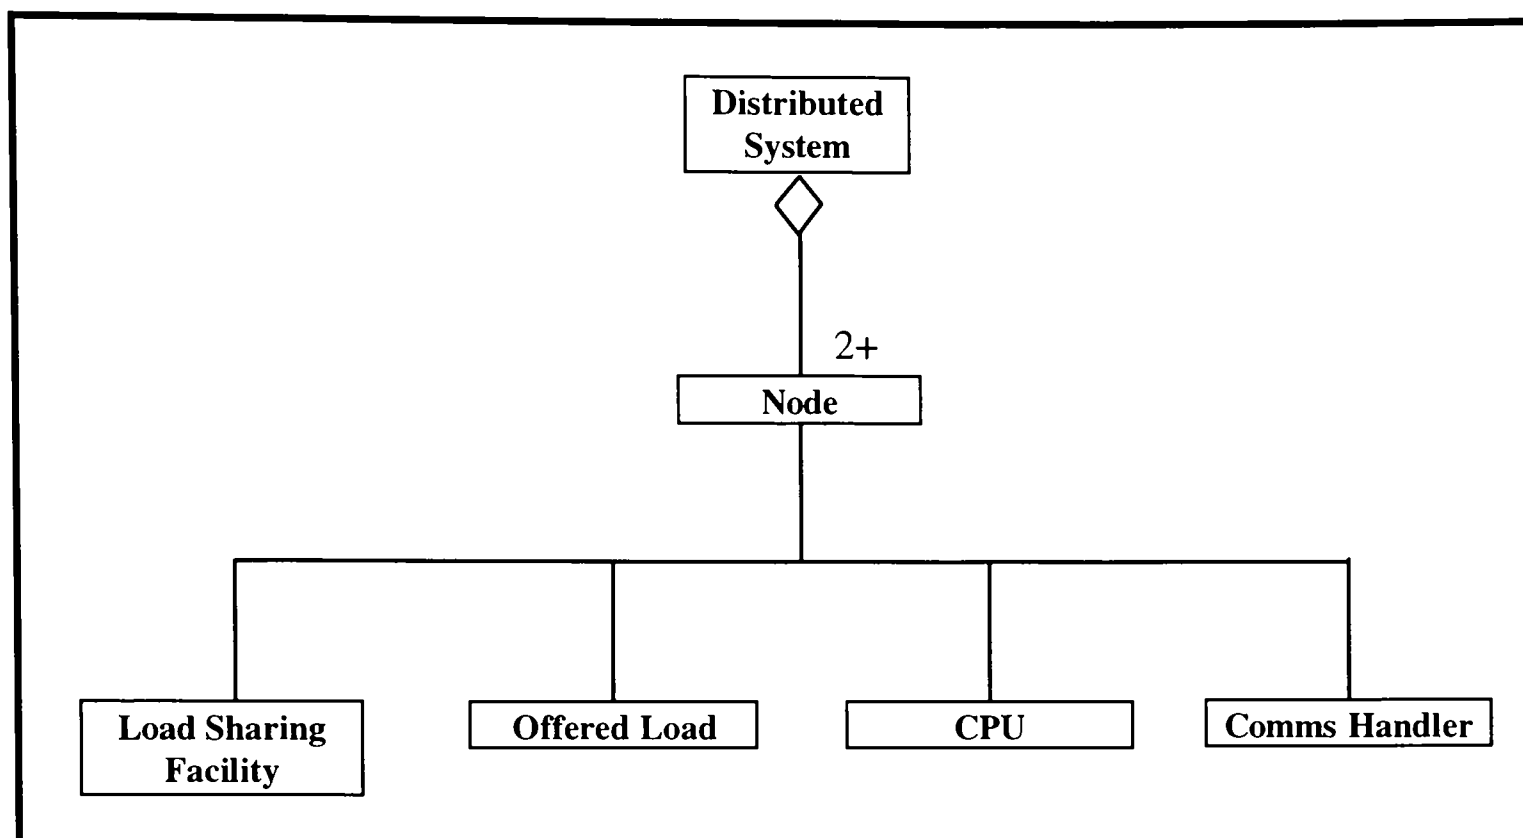 Distributed
System
2+
Node
Load Sharing
Facility
Offered Load
CPU
Comms Handler